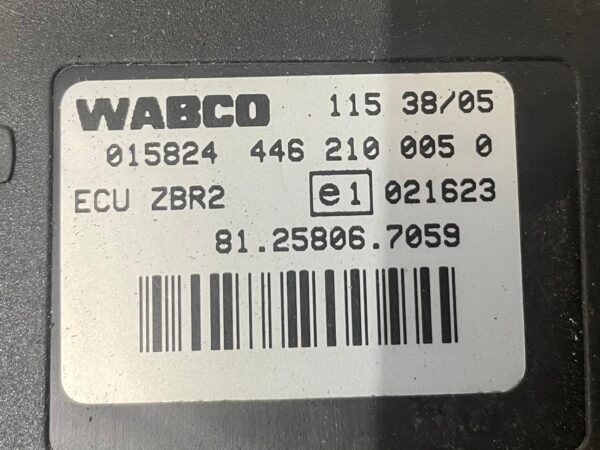 WABCO 115 38/05
015824 446 210 005 0
ECU ZBR2 e1 021623
81.25806.7059